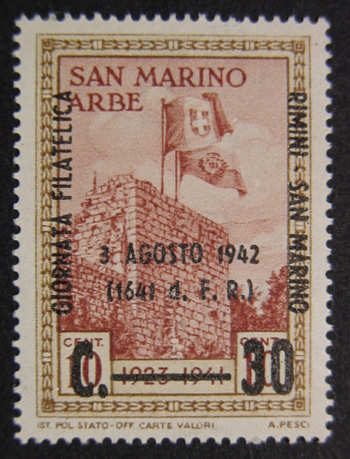 SAN MARINO
ARBE
GIORNATA FILATELICA
RIMINI - SAN MARINO
3 AGOSTO 1942
(1641 d. F. R.)
CENT. CENT.
10 10
1923-1941
C. 30
IST. POL. STATO-OFF. CARTE VALORI A. PESCI